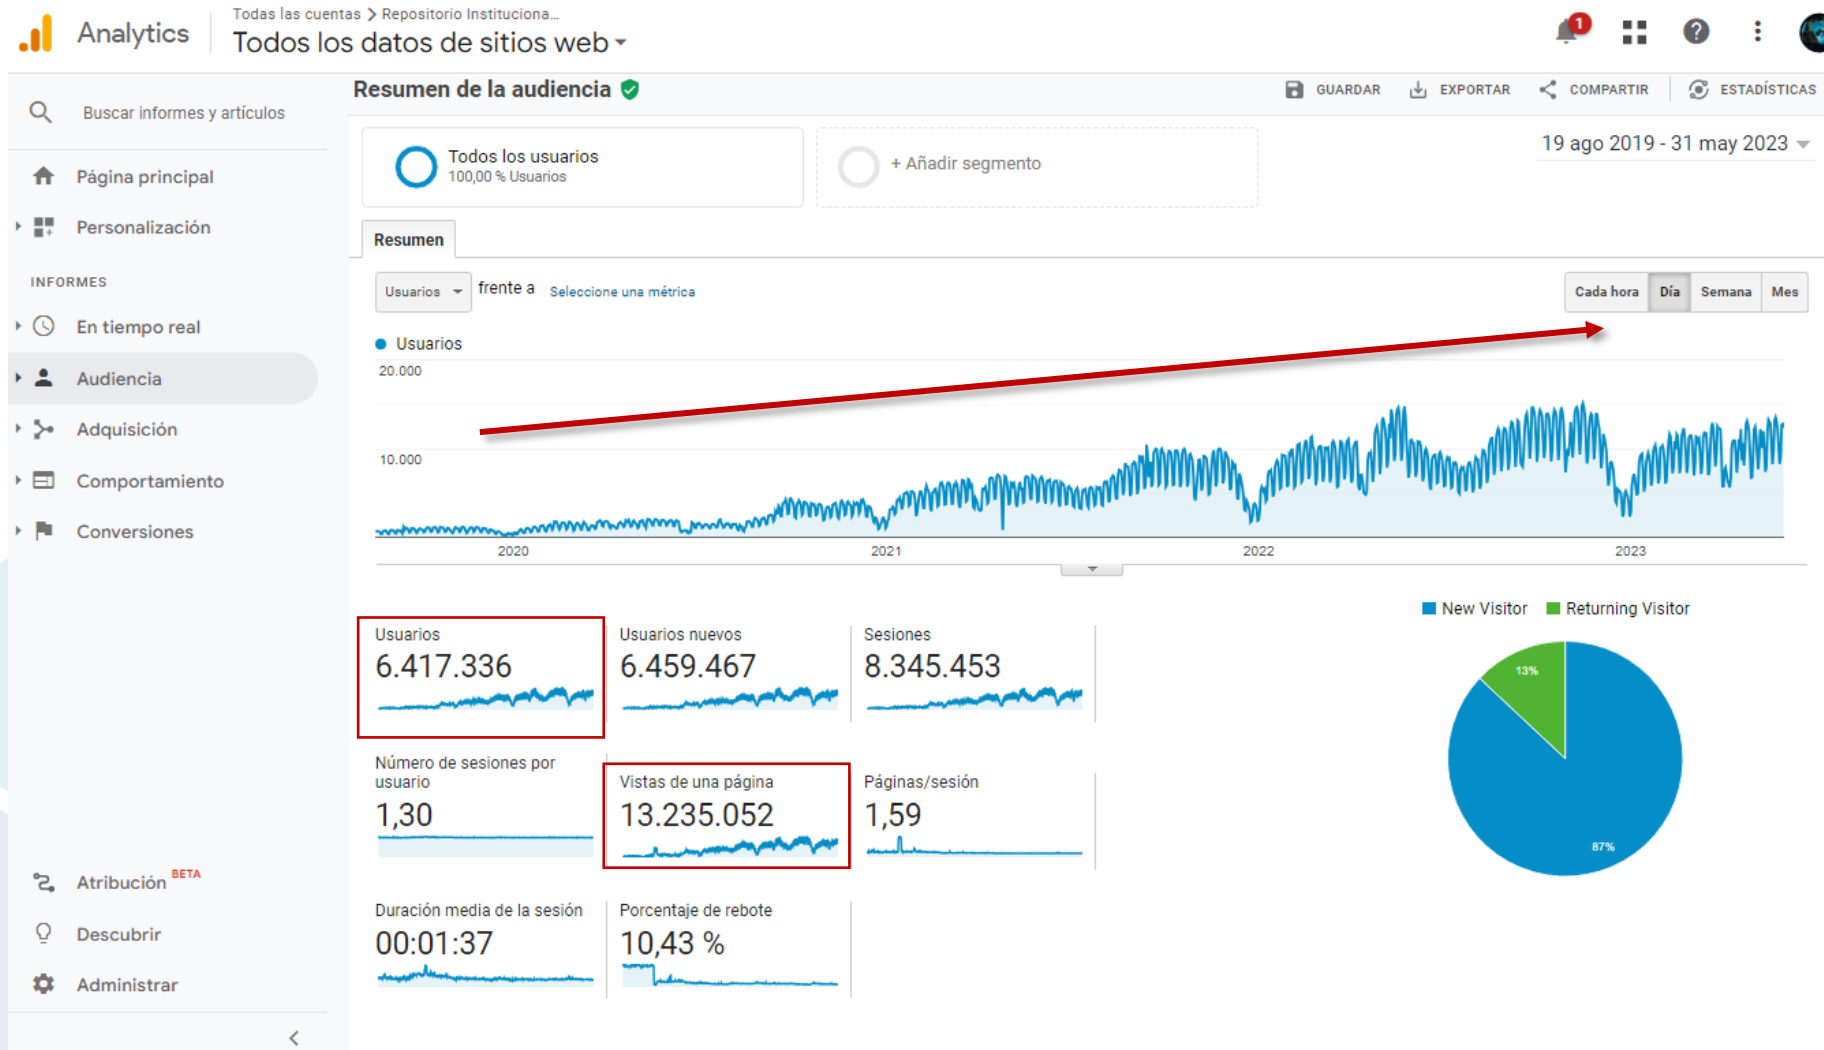 Analytics
Todas las cuentas > Repositorio Instituciona...
Todos los datos de sitios web
1
Buscar informes y artículos
Página principal
Personalización
INFORMES
En tiempo real
Audiencia
Adquisición
Comportamiento
Conversiones
Atribución BETA
Descubrir
Administrar
Resumen de la audiencia
GUARDAR
EXPORTAR
COMPARTIR
ESTADÍSTICAS
Todos los usuarios
100,00 % Usuarios
+ Añadir segmento
19 ago 2019 - 31 may 2023
Resumen
Usuarios frente a Seleccione una métrica
Cada hora Día Semana Mes
Usuarios
20.000
10.000
2020 2021 2022 2023
New Visitor Returning Visitor
Usuarios
6.417.336
Usuarios nuevos
6.459.467
Sesiones
8.345.453
Número de sesiones por
usuario
1,30
Vistas de una página
13.235.052
Páginas/sesión
1,59
Duración media de la sesión
00:01:37
Porcentaje de rebote
10,43 %
13%
87%